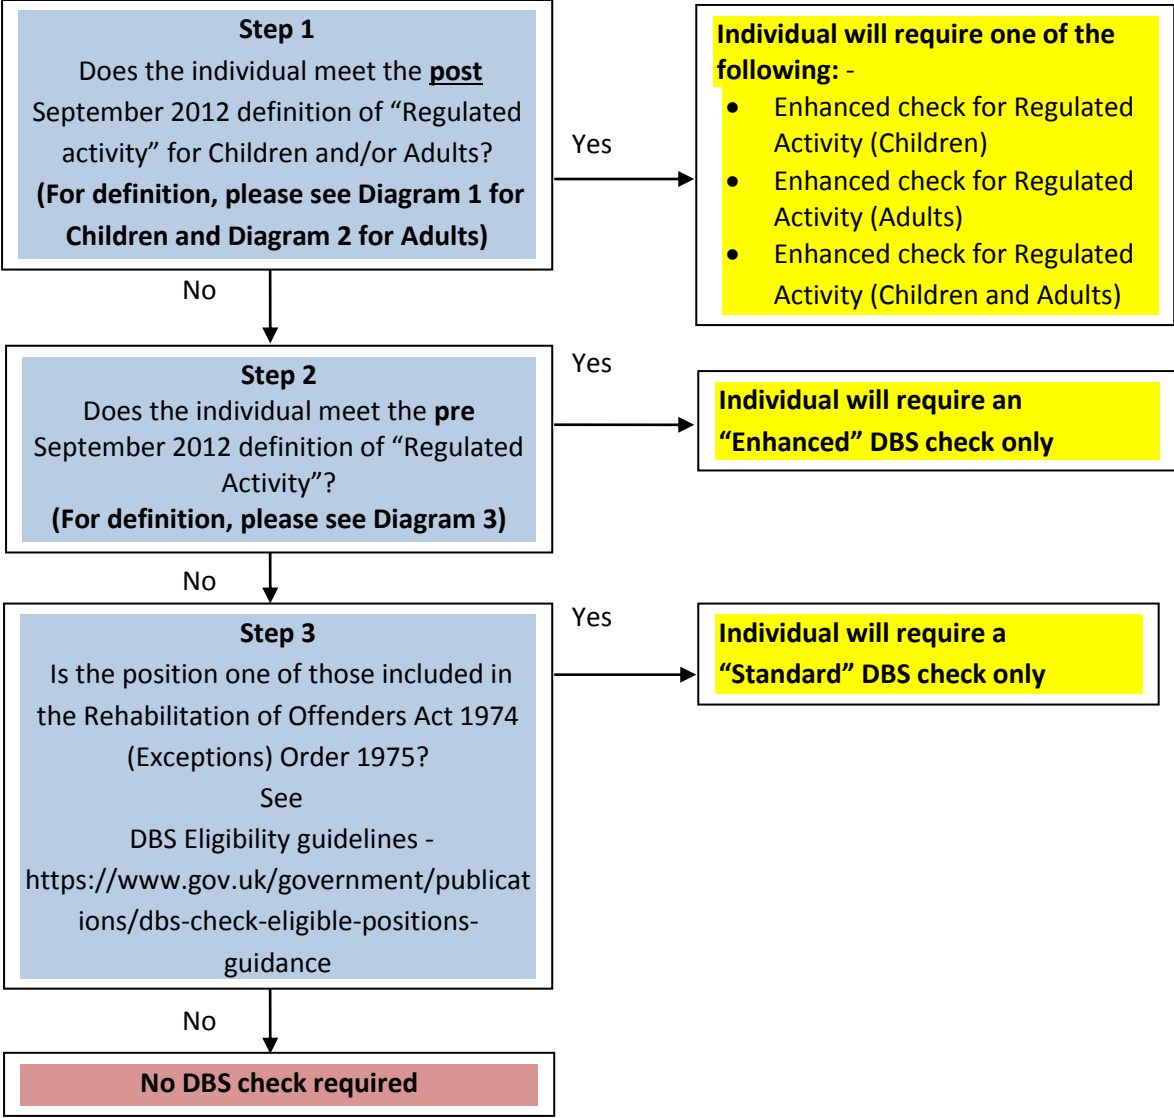 Step 1
Does the individual meet the post
September 2012 definition of “Regulated
activity” for Children and/or Adults?
(For definition, please see Diagram 1 for
Children and Diagram 2 for Adults)
Yes
Individual will require one of the
following: -
• Enhanced check for Regulated
Activity (Children)
• Enhanced check for Regulated
Activity (Adults)
• Enhanced check for Regulated
Activity (Children and Adults)
No
Step 2
Does the individual meet the pre
September 2012 definition of “Regulated
Activity”?
(For definition, please see Diagram 3)
Yes
Individual will require an
“Enhanced” DBS check only
No
Step 3
Is the position one of those included in
the Rehabilitation of Offenders Act 1974
(Exceptions) Order 1975?
See
DBS Eligibility guidelines -
https://www.gov.uk/government/publicat
ions/dbs-check-eligible-positions-
guidance
Yes
Individual will require a
“Standard” DBS check only
No
No DBS check required